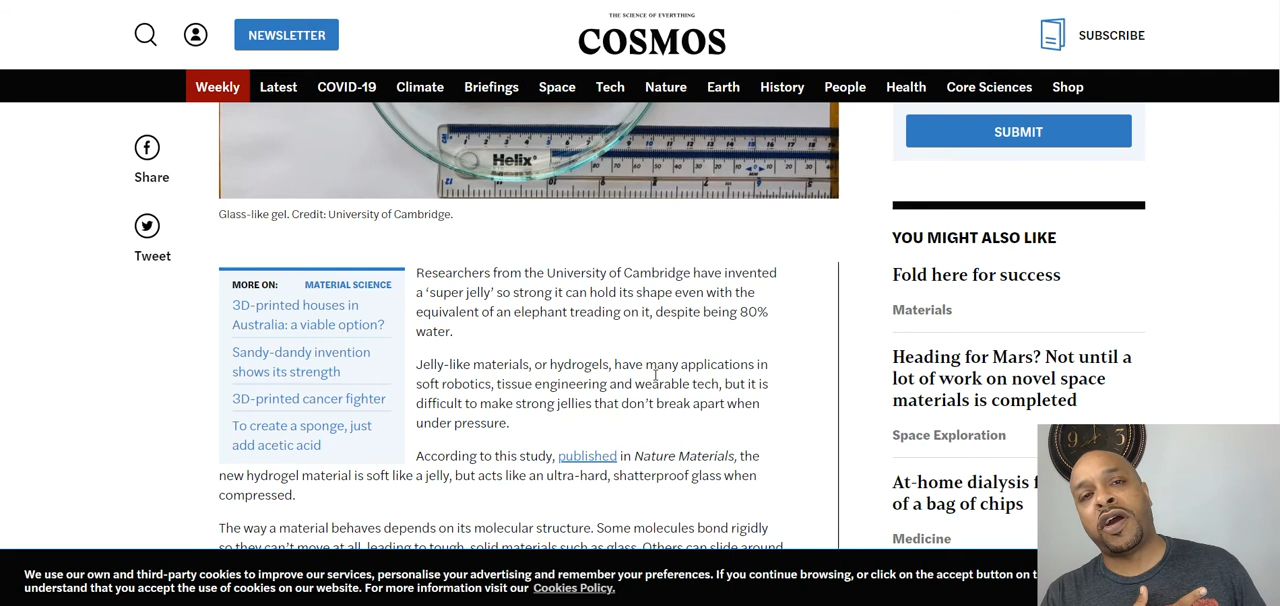 THE SCIENCE OF EVERYTHING
COSMOS
NEWSLETTER
SUBSCRIBE
Weekly Latest COVID-19 Climate Briefings Space Tech Nature Earth History People Health Core Sciences Shop
Share
Tweet
Helix
Glass-like gel. Credit: University of Cambridge.
MORE ON: MATERIAL SCIENCE
3D-printed houses in
Australia: a viable option?
Sandy-dandy invention
shows its strength
3D-printed cancer fighter
To create a sponge, just
add acetic acid
Researchers from the University of Cambridge have invented
a ‘super jelly’ so strong it can hold its shape even with the
equivalent of an elephant treading on it, despite being 80%
water.
Jelly-like materials, or hydrogels, have many applications in
soft robotics, tissue engineering and wearable tech, but it is
difficult to make strong jellies that don’t break apart when
under pressure.
According to this study, published in Nature Materials, the
new hydrogel material is soft like a jelly, but acts like an ultra-hard, shatterproof glass when
compressed.
The way a material behaves depends on its molecular structure. Some molecules bond rigidly
so they can’t move at all, leading to tough, solid materials such as glass. Others can slide around
SUBMIT
YOU MIGHT ALSO LIKE
Fold here for success
Materials
Heading for Mars? Not until a
lot of work on novel space
materials is completed
Space Exploration
At-home dialysis
of a bag of chips
Medicine
9 3
We use our own and third-party cookies to improve our services, personalise your advertising and remember your preferences. If you continue browsing, or click on the accept button on
understand that you accept the use of cookies on our website. For more information visit our Cookies Policy.